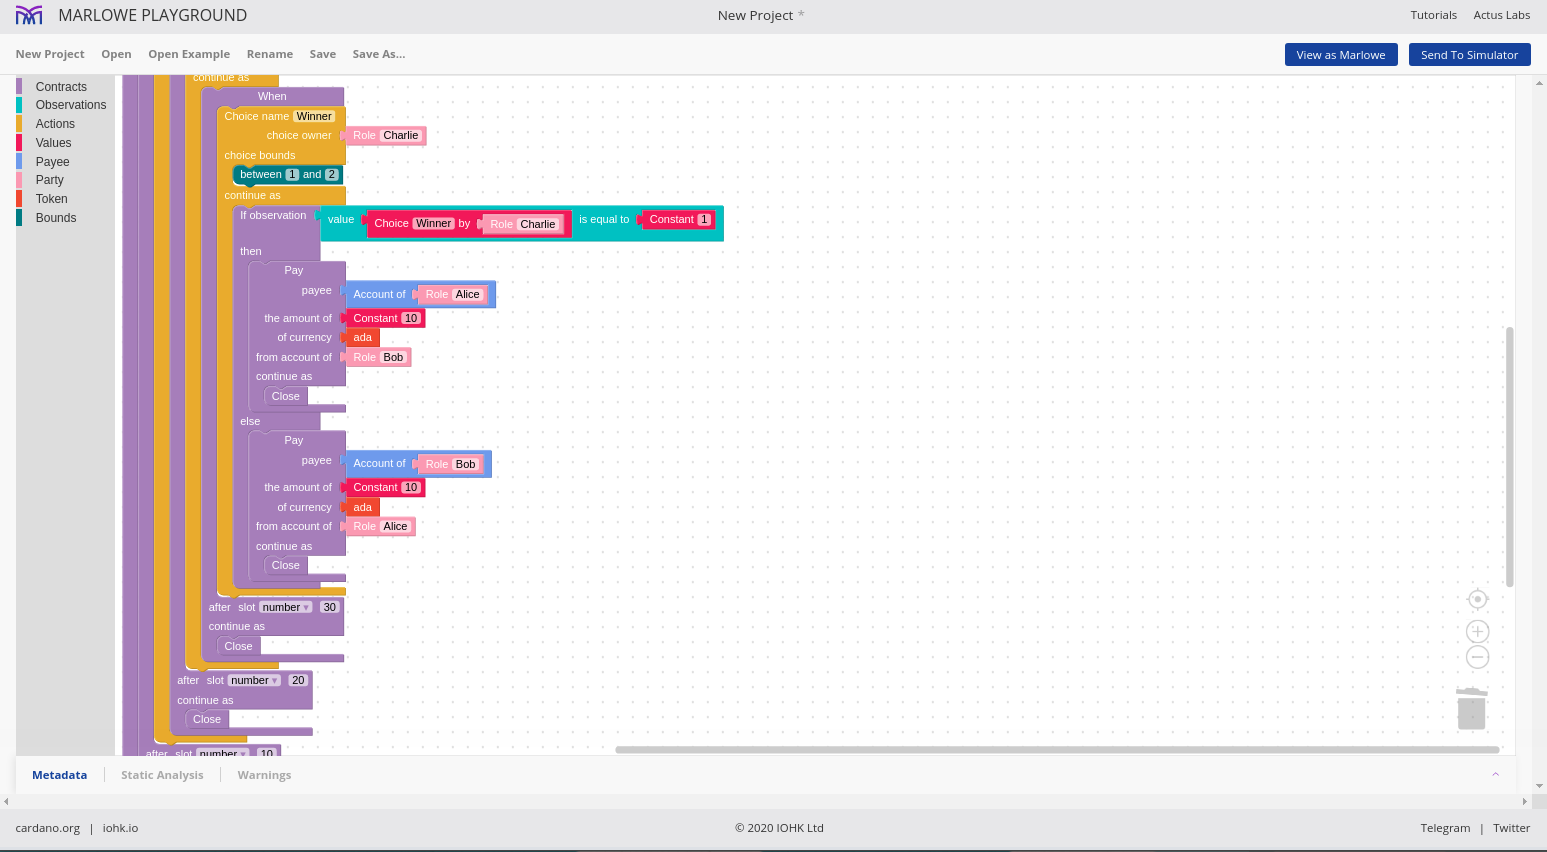 MARLOWE PLAYGROUND
New Project *
Tutorials Actus Labs
New Project Open Open Example Rename Save Save As...
View as Marlowe Send To Simulator
Contracts
Observations
Actions
Values
Payee
Party
Token
Bounds
continue as
When
Choice name Winner
choice owner Role Charlie
choice bounds
between 1 and 2
continue as
If observation value Choice Winner by Role Charlie is equal to Constant 1
then
Pay
payee Account of Role Alice
the amount of Constant 10
of currency ada
from account of Role Bob
continue as
Close
else
Pay
payee Account of Role Bob
the amount of Constant 10
of currency ada
from account of Role Alice
continue as
Close
after slot number ▾ 30
continue as
Close
after slot number ▾ 20
continue as
Close
after slot number ▾ 10
Metadata | Static Analysis | Warnings
cardano.org | iohk.io
© 2020 IOHK Ltd
Telegram | Twitter